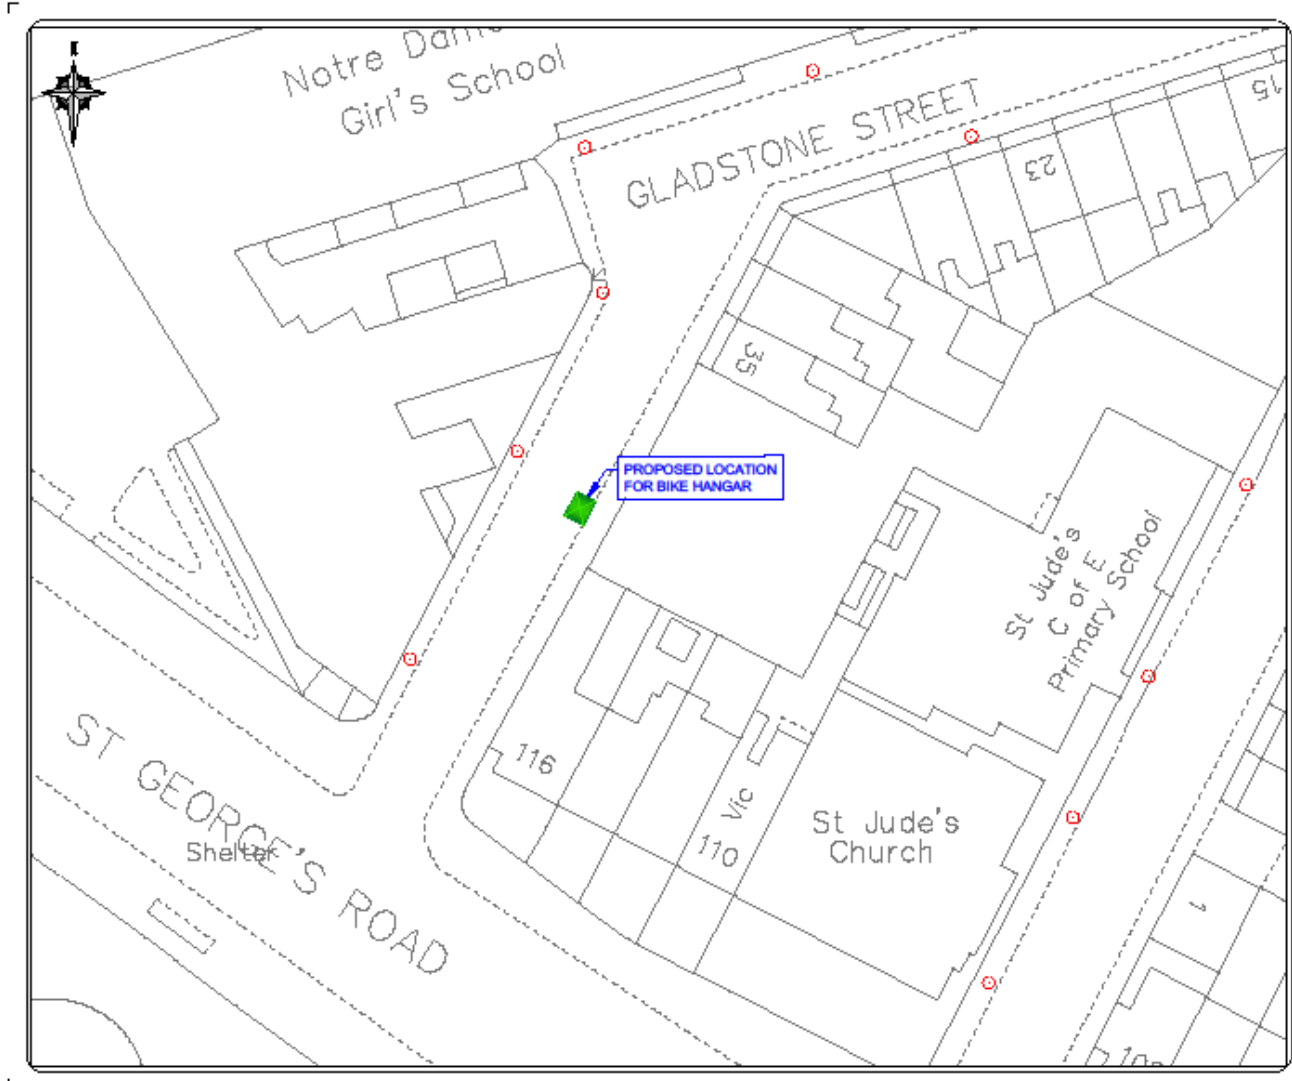 Notre Dame
Girl's School
GLADSTONE STREET
15
23
35
PROPOSED LOCATION
FOR BIKE HANGAR
St Jude's
C of E
Primary School
ST GEORGE'S ROAD
Shelter
116
Vic
110
St Jude's
Church
1